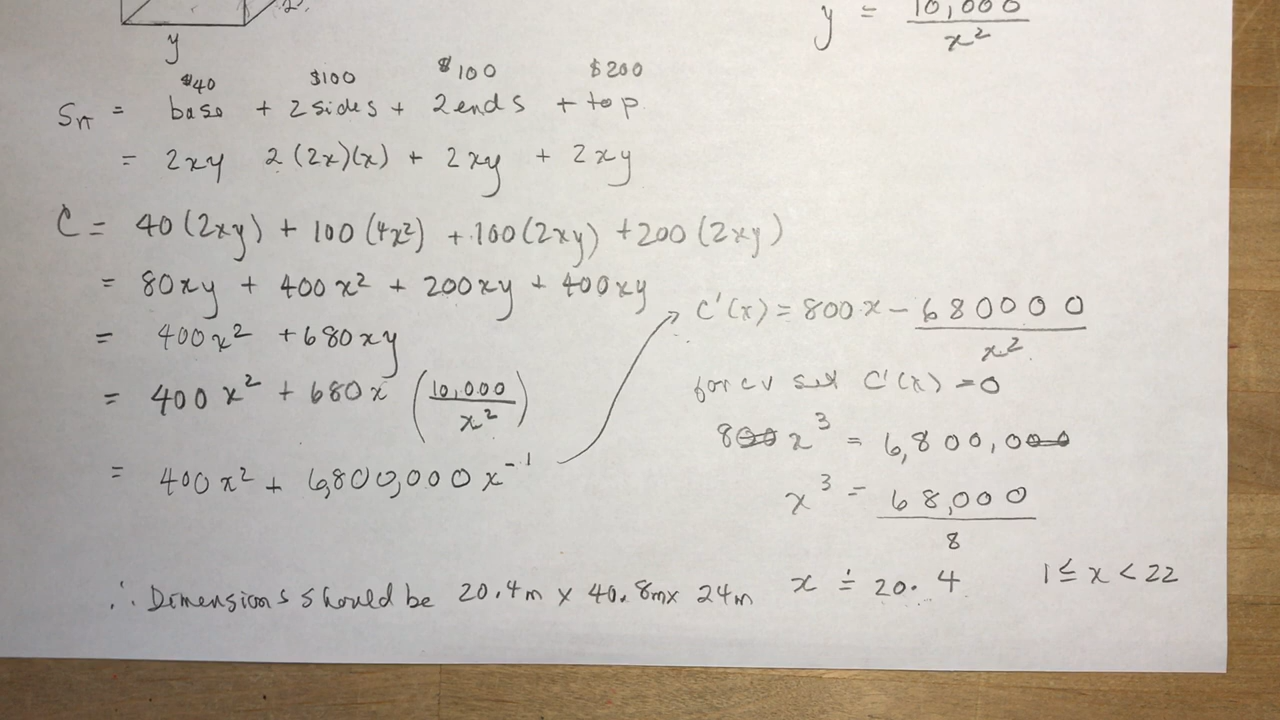 y = 10,000 / x²
y
$40 $100 $100 $200
SA = base + 2 sides + 2 ends + top
= 2xy 2(2x)(x) + 2xy + 2xy
C = 40(2xy) + 100(4x²) + 100(2xy) + 200(2xy)
= 80xy + 400x² + 200xy + 400xy
= 400x² + 680xy
= 400x² + 680x (10,000 / x²)
= 400x² + 6,800,000x⁻¹
C'(x) = 800x - 680000 / x²
for cv set C'(x) = 0
800x³ = 6,800,000
x³ = 68,000 / 8
x ≐ 20.4 1 ≤ x < 22
∴ Dimensions should be 20.4m x 40.8m x 24m